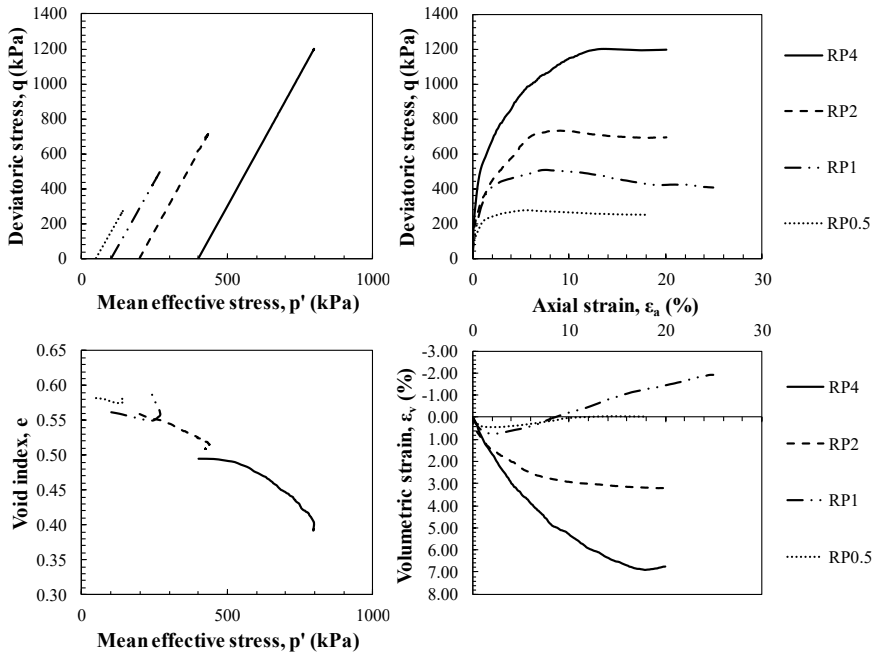 1400
1200
1000
800
600
400
200
0
Deviatoric stress, q (kPa)
0 500 1000
Mean effective stress, p' (kPa)
1400
1200
1000
800
600
400
200
0
Deviatoric stress, q (kPa)
0 10 20 30
Axial strain, εa (%)
RP4
RP2
RP1
RP0.5
0.65
0.60
0.55
0.50
0.45
0.40
0.35
0.30
Void index, e
0 500 1000
Mean effective stress, p' (kPa)
0 10 20 30
-3.00
-2.00
-1.00
0.00
1.00
2.00
3.00
4.00
5.00
6.00
7.00
8.00
Volumetric strain, εv (%)
RP4
RP2
RP1
RP0.5